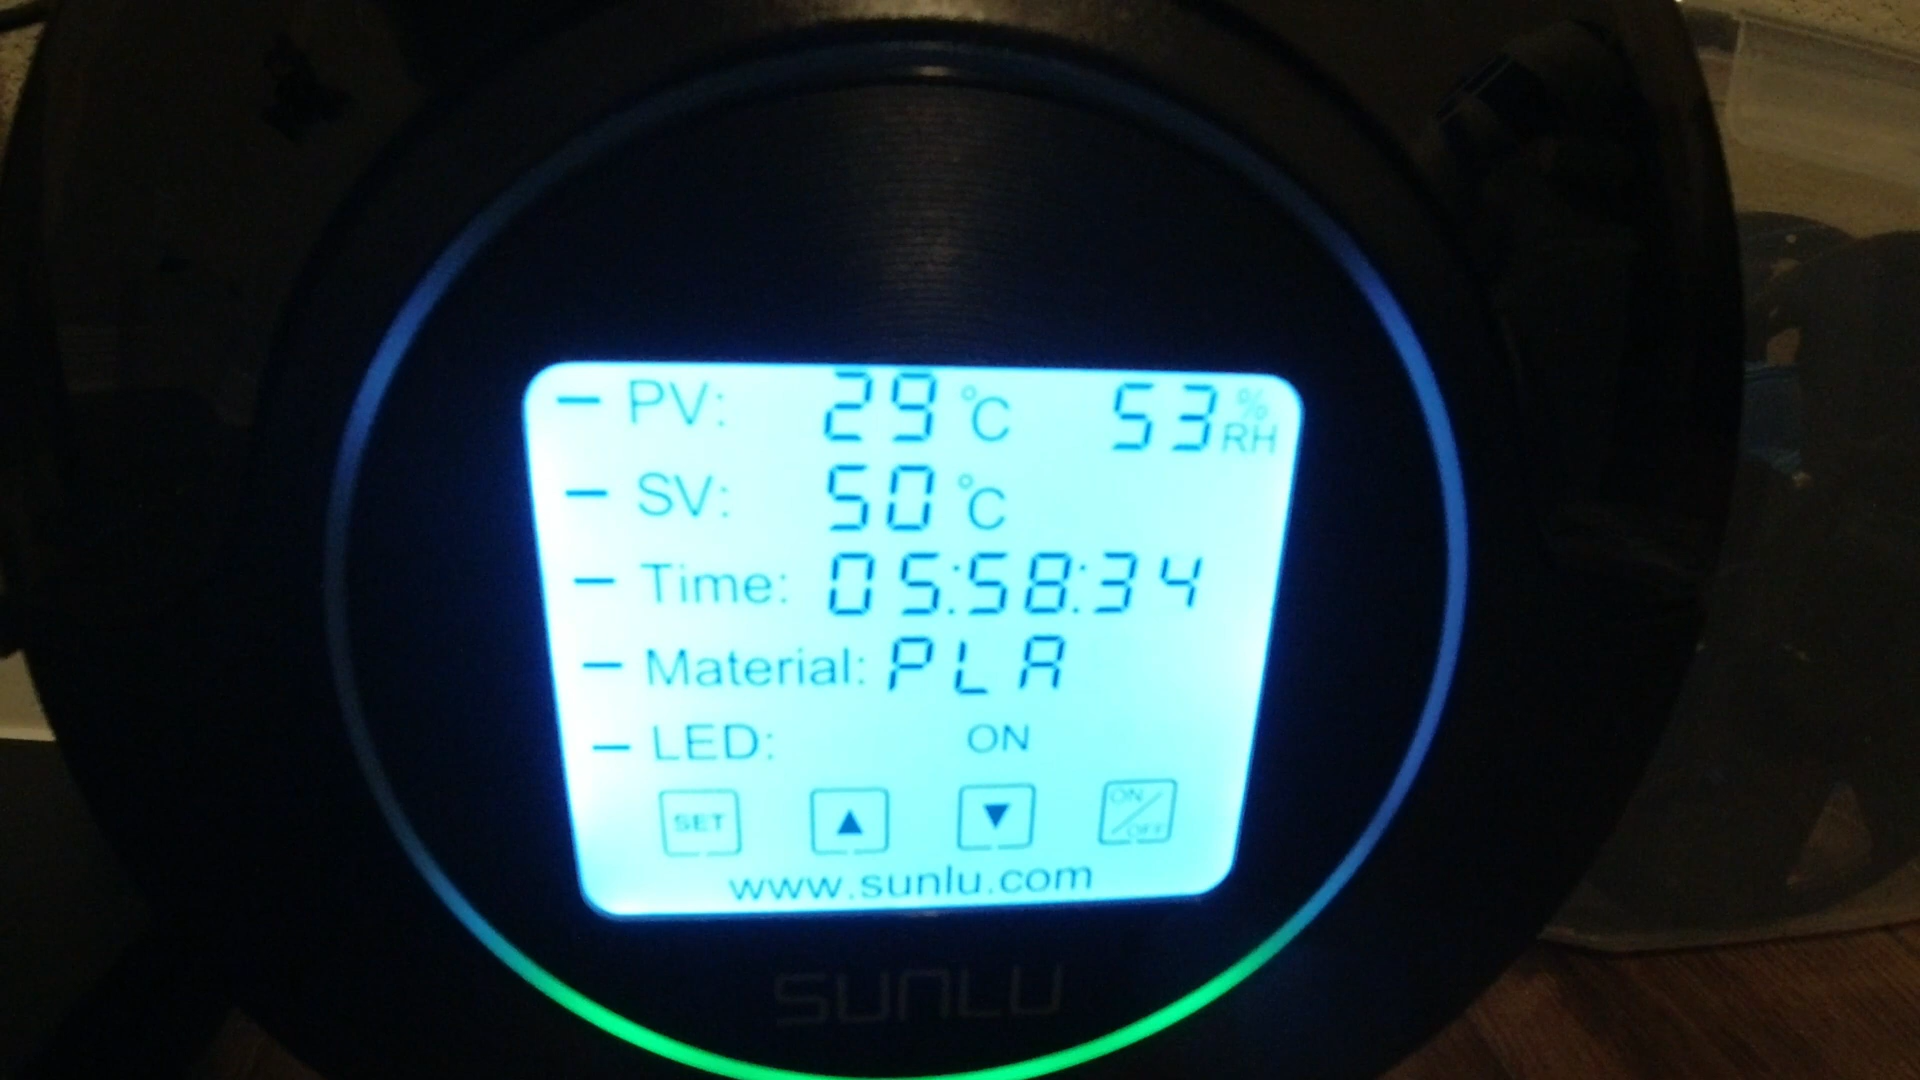 – PV: 29 °C 53 % RH
– SV: 50 °C
– Time: 05:58:34
– Material: PLA
– LED: ON
SET ▲ ▼ ON/OFF
www.sunlu.com
SUNLU